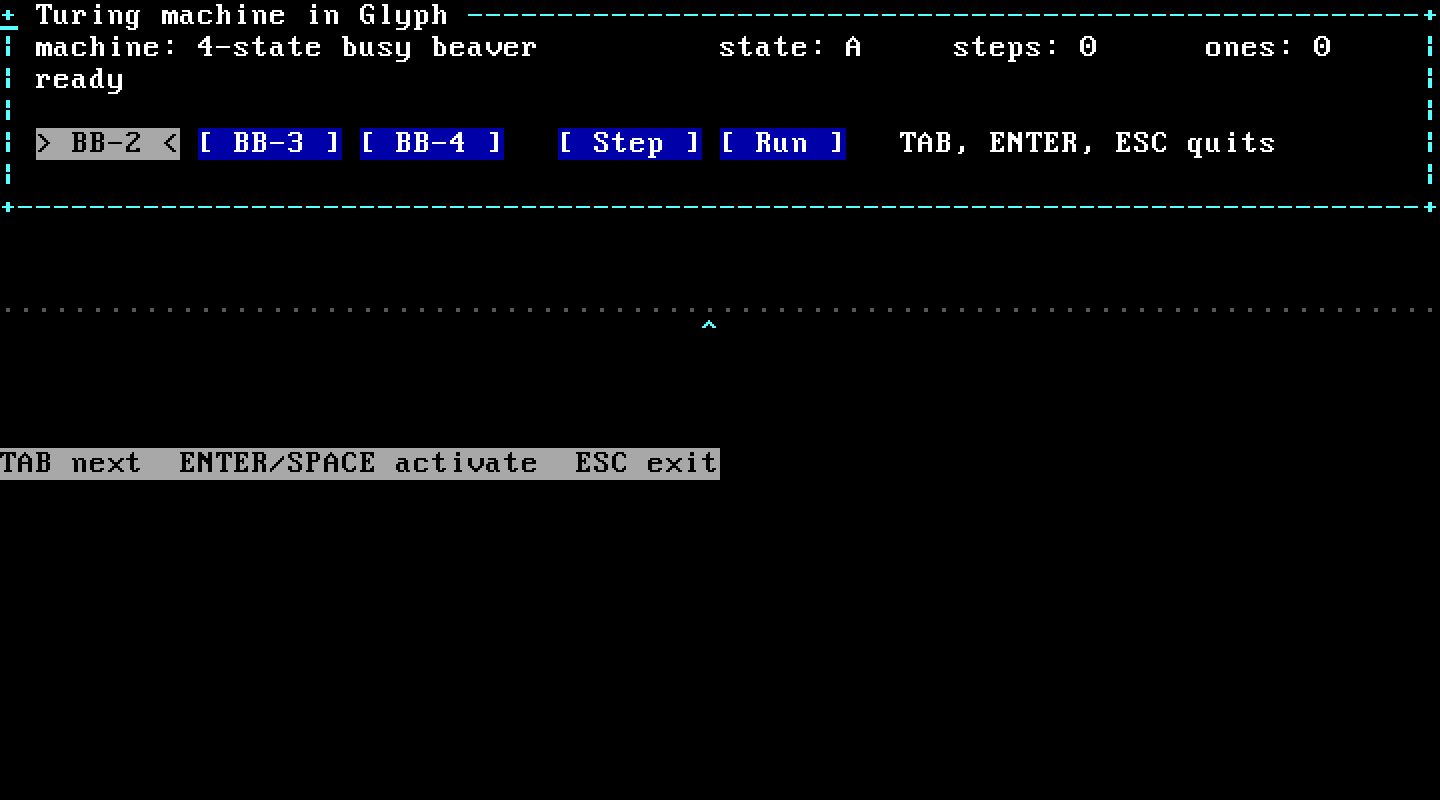 Turing machine in Glyph
machine: 4-state busy beaver state: A steps: 0 ones: 0
ready
> BB-2 < [ BB-3 ] [ BB-4 ] [ Step ] [ Run ] TAB, ENTER, ESC quits
................................................................................
^
TAB next ENTER/SPACE activate ESC exit